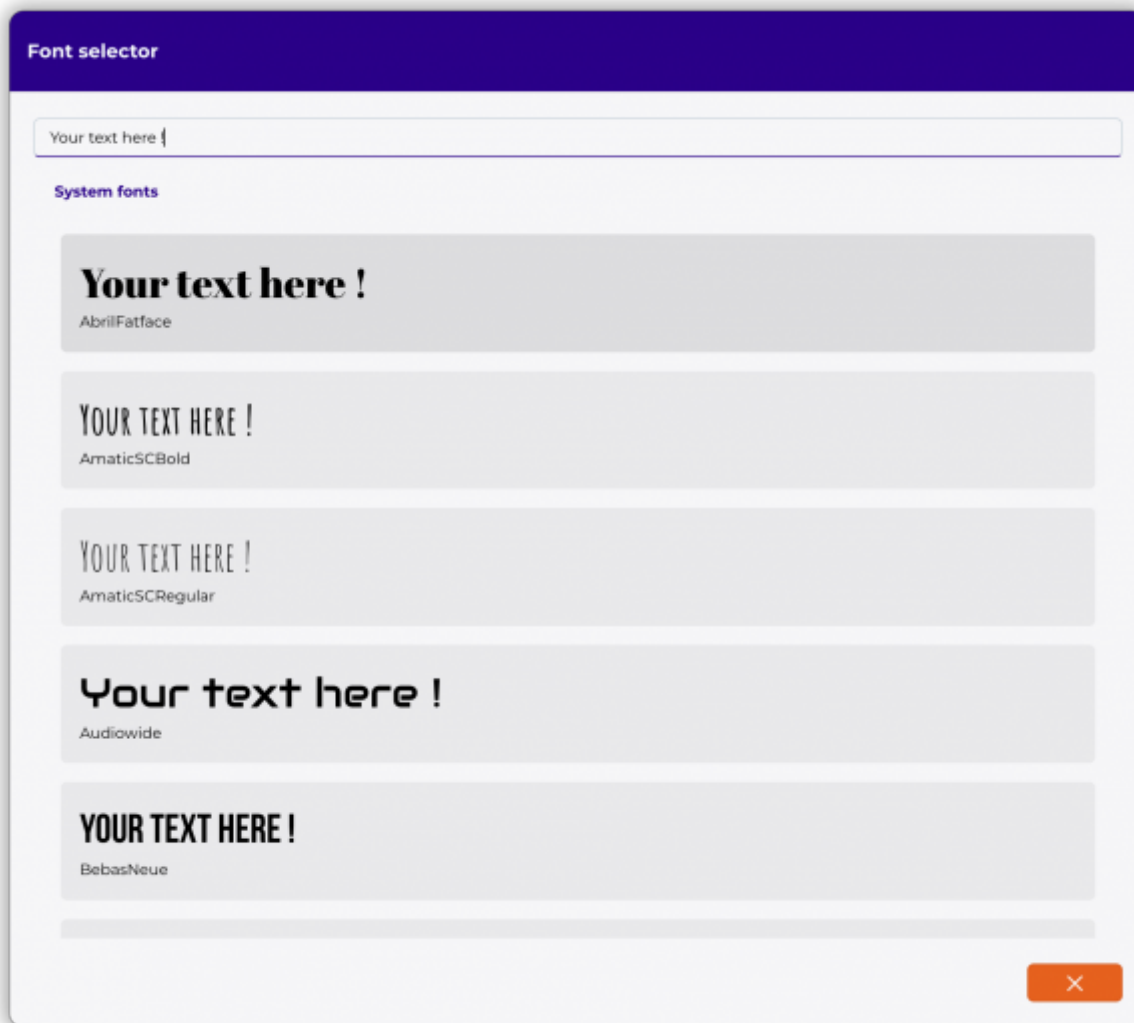 Font selector
Your text here !
System fonts
Your text here !
AbrilFatface
Your text here !
AmaticSCBold
Your text here !
AmaticSCRegular
Your text here !
Audiowide
YOUR TEXT HERE !
BebasNeue